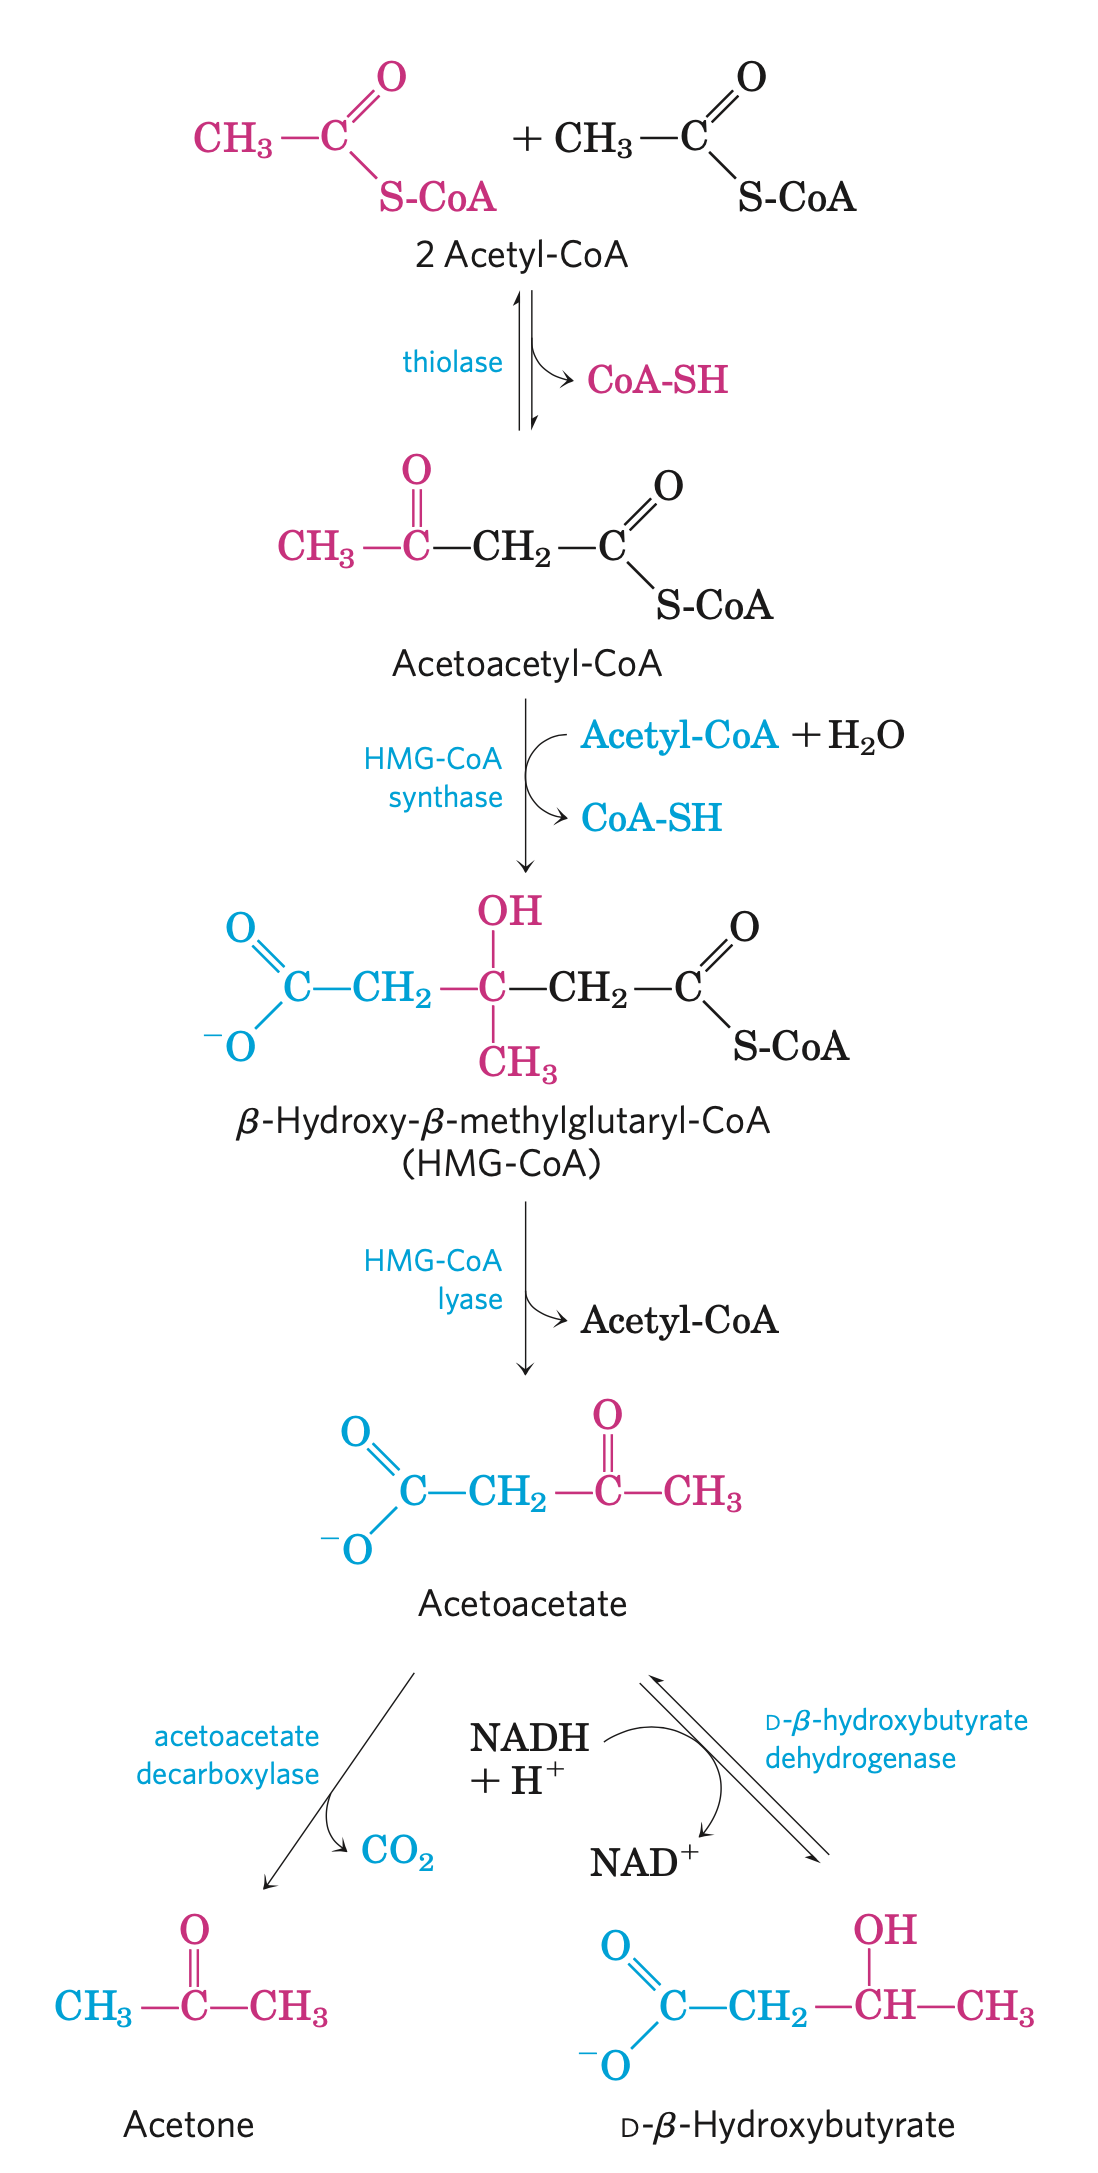 O O
CH₃—C + CH₃—C
S-CoA S-CoA
2 Acetyl-CoA
thiolase
CoA-SH
O O
CH₃—C—CH₂—C
S-CoA
Acetoacetyl-CoA
Acetyl-CoA + H₂O
HMG-CoA
synthase
CoA-SH
OH
O O
C—CH₂—C—CH₂—C
⁻O S-CoA
CH₃
β-Hydroxy-β-methylglutaryl-CoA
(HMG-CoA)
HMG-CoA
lyase
Acetyl-CoA
O O
C—CH₂—C—CH₃
⁻O
Acetoacetate
acetoacetate
decarboxylase
CO₂
NADH
+ H⁺
NAD⁺
D-β-hydroxybutyrate
dehydrogenase
O
CH₃—C—CH₃
Acetone
O OH
C—CH₂—CH—CH₃
⁻O
D-β-Hydroxybutyrate